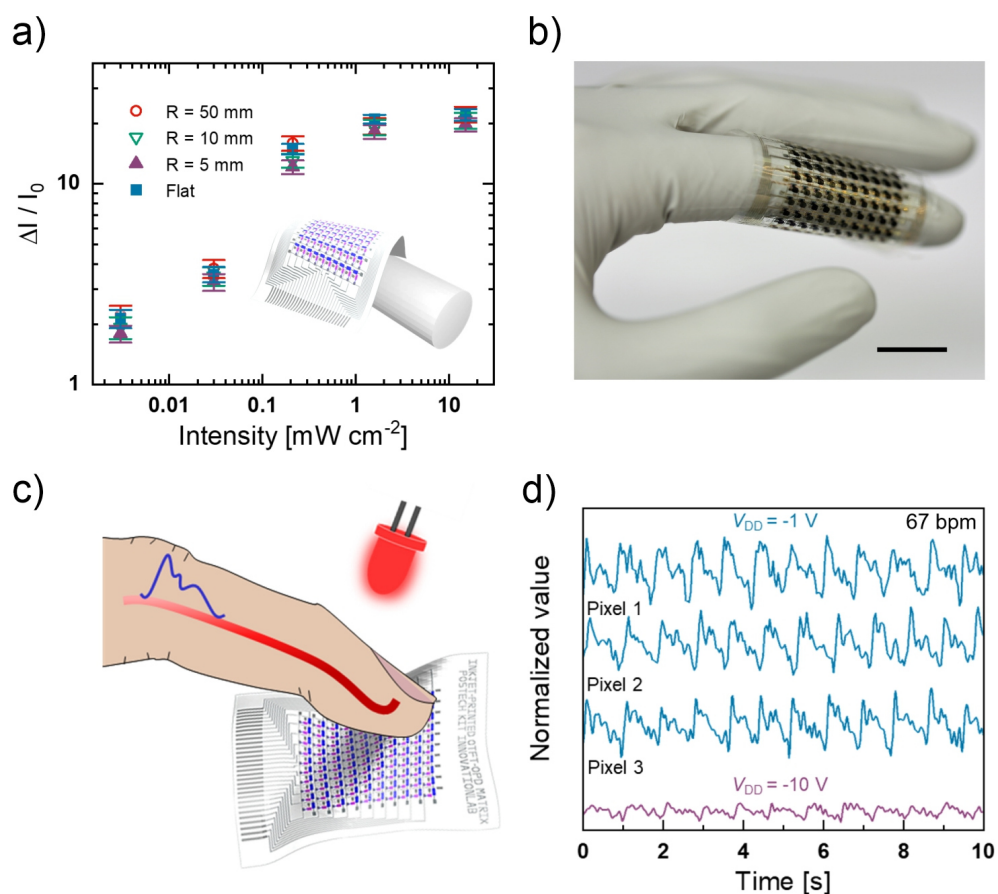 a)
ΔI / I₀
10
1
R = 50 mm
R = 10 mm
R = 5 mm
Flat
0.01 0.1 1 10
Intensity [mW cm⁻²]
b)
c)
INKJET-PRINTED OTFT-OPD MATRIX
POSTECH KIT INNOVATIONLAB
d)
Normalized value
V_DD = -1 V
67 bpm
Pixel 1
Pixel 2
Pixel 3
V_DD = -10 V
0 2 4 6 8 10
Time [s]